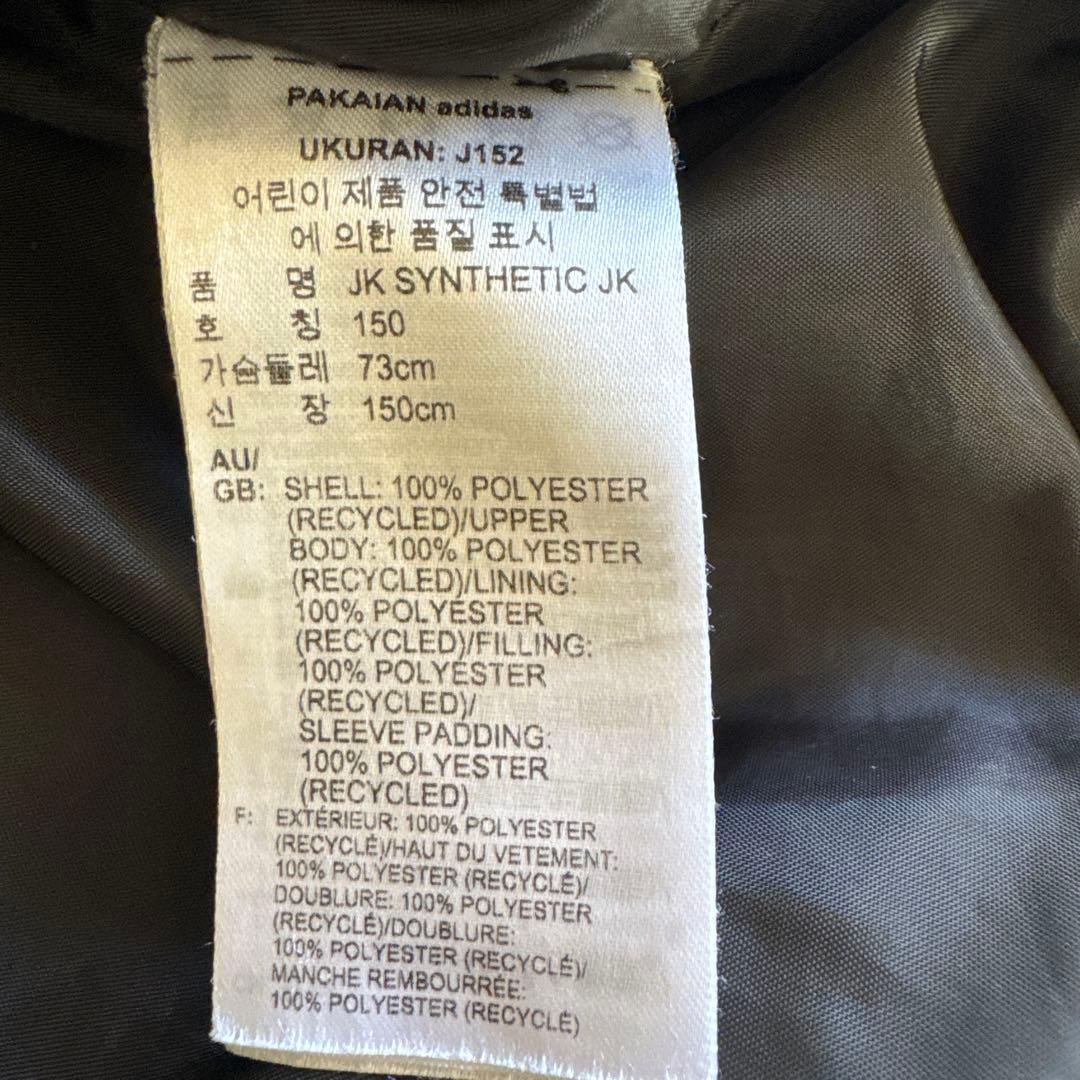 PAKAIAN adidas
UKURAN: J152
어린이 제품 안전 특별법
에 의한 품질 표시
품 명 JK SYNTHETIC JK
호 칭 150
가슴둘레 73cm
신 장 150cm
AU/
GB: SHELL: 100% POLYESTER
(RECYCLED)/UPPER
BODY: 100% POLYESTER
(RECYCLED)/LINING:
100% POLYESTER
(RECYCLED)/FILLING:
100% POLYESTER
(RECYCLED)/
SLEEVE PADDING:
100% POLYESTER
(RECYCLED)
F: EXTÉRIEUR: 100% POLYESTER
(RECYCLÉ)/HAUT DU VETEMENT:
100% POLYESTER (RECYCLÉ)/
DOUBLURE: 100% POLYESTER
(RECYCLÉ)/DOUBLURE:
100% POLYESTER (RECYCLÉ)/
MANCHE REMBOURRÉE:
100% POLYESTER (RECYCLÉ)